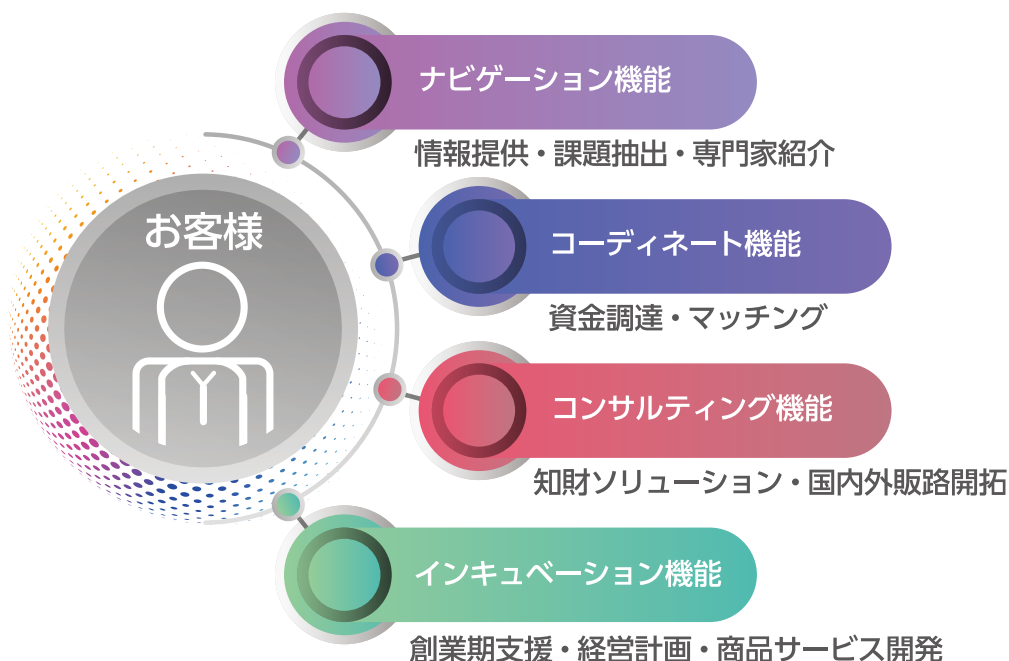 お客様
ナビゲーション機能
情報提供・課題抽出・専門家紹介
コーディネート機能
資金調達・マッチング
コンサルティング機能
知財ソリューション・国内外販路開拓
インキュベーション機能
創業期支援・経営計画・商品サービス開発